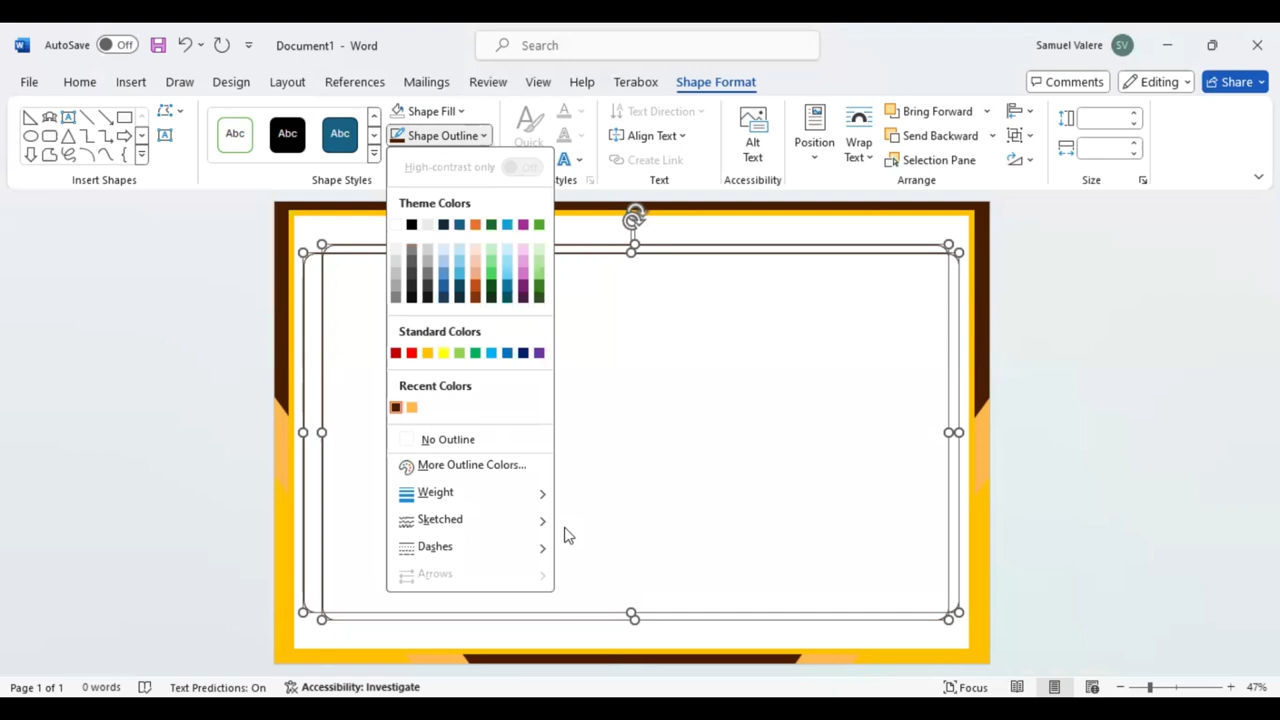 AutoSave Off Document1 - Word Search Samuel Valere SV
File Home Insert Draw Design Layout References Mailings Review View Help Terabox Shape Format Comments Editing Share
Abc Abc Abc
Shape Fill
Shape Outline
Quick
Text Direction
Align Text
Create Link
Alt
Text
Position
Wrap
Text
Bring Forward
Send Backward
Selection Pane
Insert Shapes Shape Styles Text Accessibility Arrange Size
High-contrast only Off
Theme Colors
Standard Colors
Recent Colors
No Outline
More Outline Colors...
Weight
Sketched
Dashes
Arrows
Page 1 of 1 0 words Text Predictions: On Accessibility: Investigate Focus 47%